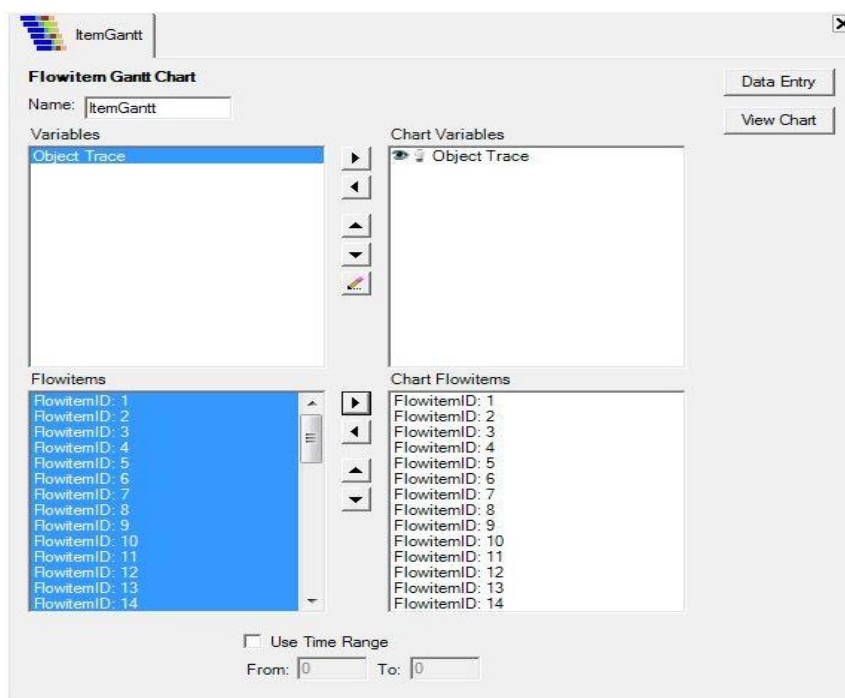 ItemGantt
Flowitem Gantt Chart
Data Entry
Name: ItemGantt
View Chart
Variables
Object Trace
Chart Variables
Object Trace
Flowitems
FlowitemID: 1
FlowitemID: 2
FlowitemID: 3
FlowitemID: 4
FlowitemID: 5
FlowitemID: 6
FlowitemID: 7
FlowitemID: 8
FlowitemID: 9
FlowitemID: 10
FlowitemID: 11
FlowitemID: 12
FlowitemID: 13
FlowitemID: 14
Chart Flowitems
FlowitemID: 1
FlowitemID: 2
FlowitemID: 3
FlowitemID: 4
FlowitemID: 5
FlowitemID: 6
FlowitemID: 7
FlowitemID: 8
FlowitemID: 9
FlowitemID: 10
FlowitemID: 11
FlowitemID: 12
FlowitemID: 13
FlowitemID: 14
Use Time Range
From: 0 To: 0